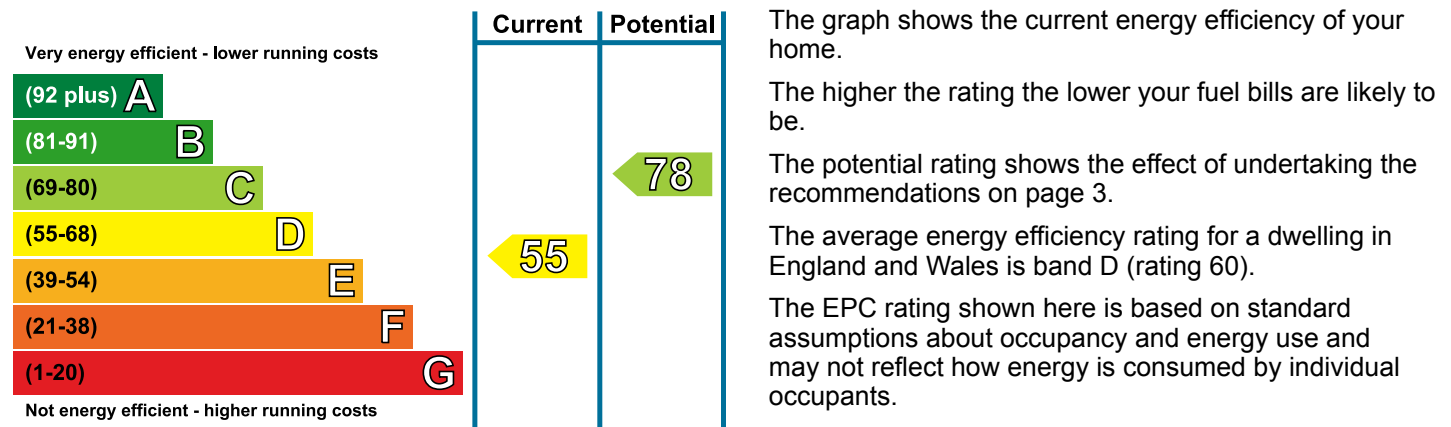 Current Potential
Very energy efficient - lower running costs
(92 plus) A
(81-91) B
(69-80) C
78
(55-68) D
55
(39-54) E
(21-38) F
(1-20) G
Not energy efficient - higher running costs
The graph shows the current energy efficiency of your
home.
The higher the rating the lower your fuel bills are likely to
be.
The potential rating shows the effect of undertaking the
recommendations on page 3.
The average energy efficiency rating for a dwelling in
England and Wales is band D (rating 60).
The EPC rating shown here is based on standard
assumptions about occupancy and energy use and
may not reflect how energy is consumed by individual
occupants.